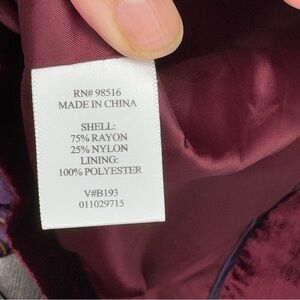 RN# 98516
MADE IN CHINA
SHELL:
75% RAYON
25% NYLON
LINING:
100% POLYESTER
V#B193
011029715